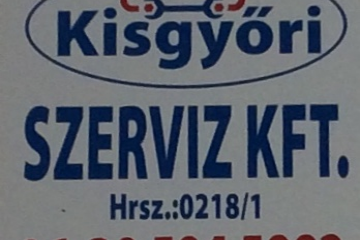 Kisgyőri
SZERVIZ KFT.
Hrsz.:0218/1